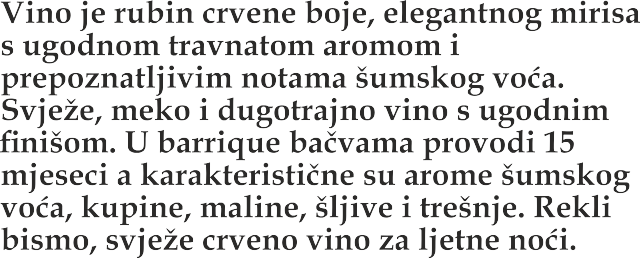 Vino je rubin crvene boje, elegantnog mirisa
s ugodnom travnatom aromom i
prepoznatljivim notama šumskog voća.
Svježe, meko i dugotrajno vino s ugodnim
finišom. U barrique bačvama provodi 15
mjeseci a karakteristične su arome šumskog
voća, kupine, maline, šljive i trešnje. Rekli
bismo, svježe crveno vino za ljetne noći.